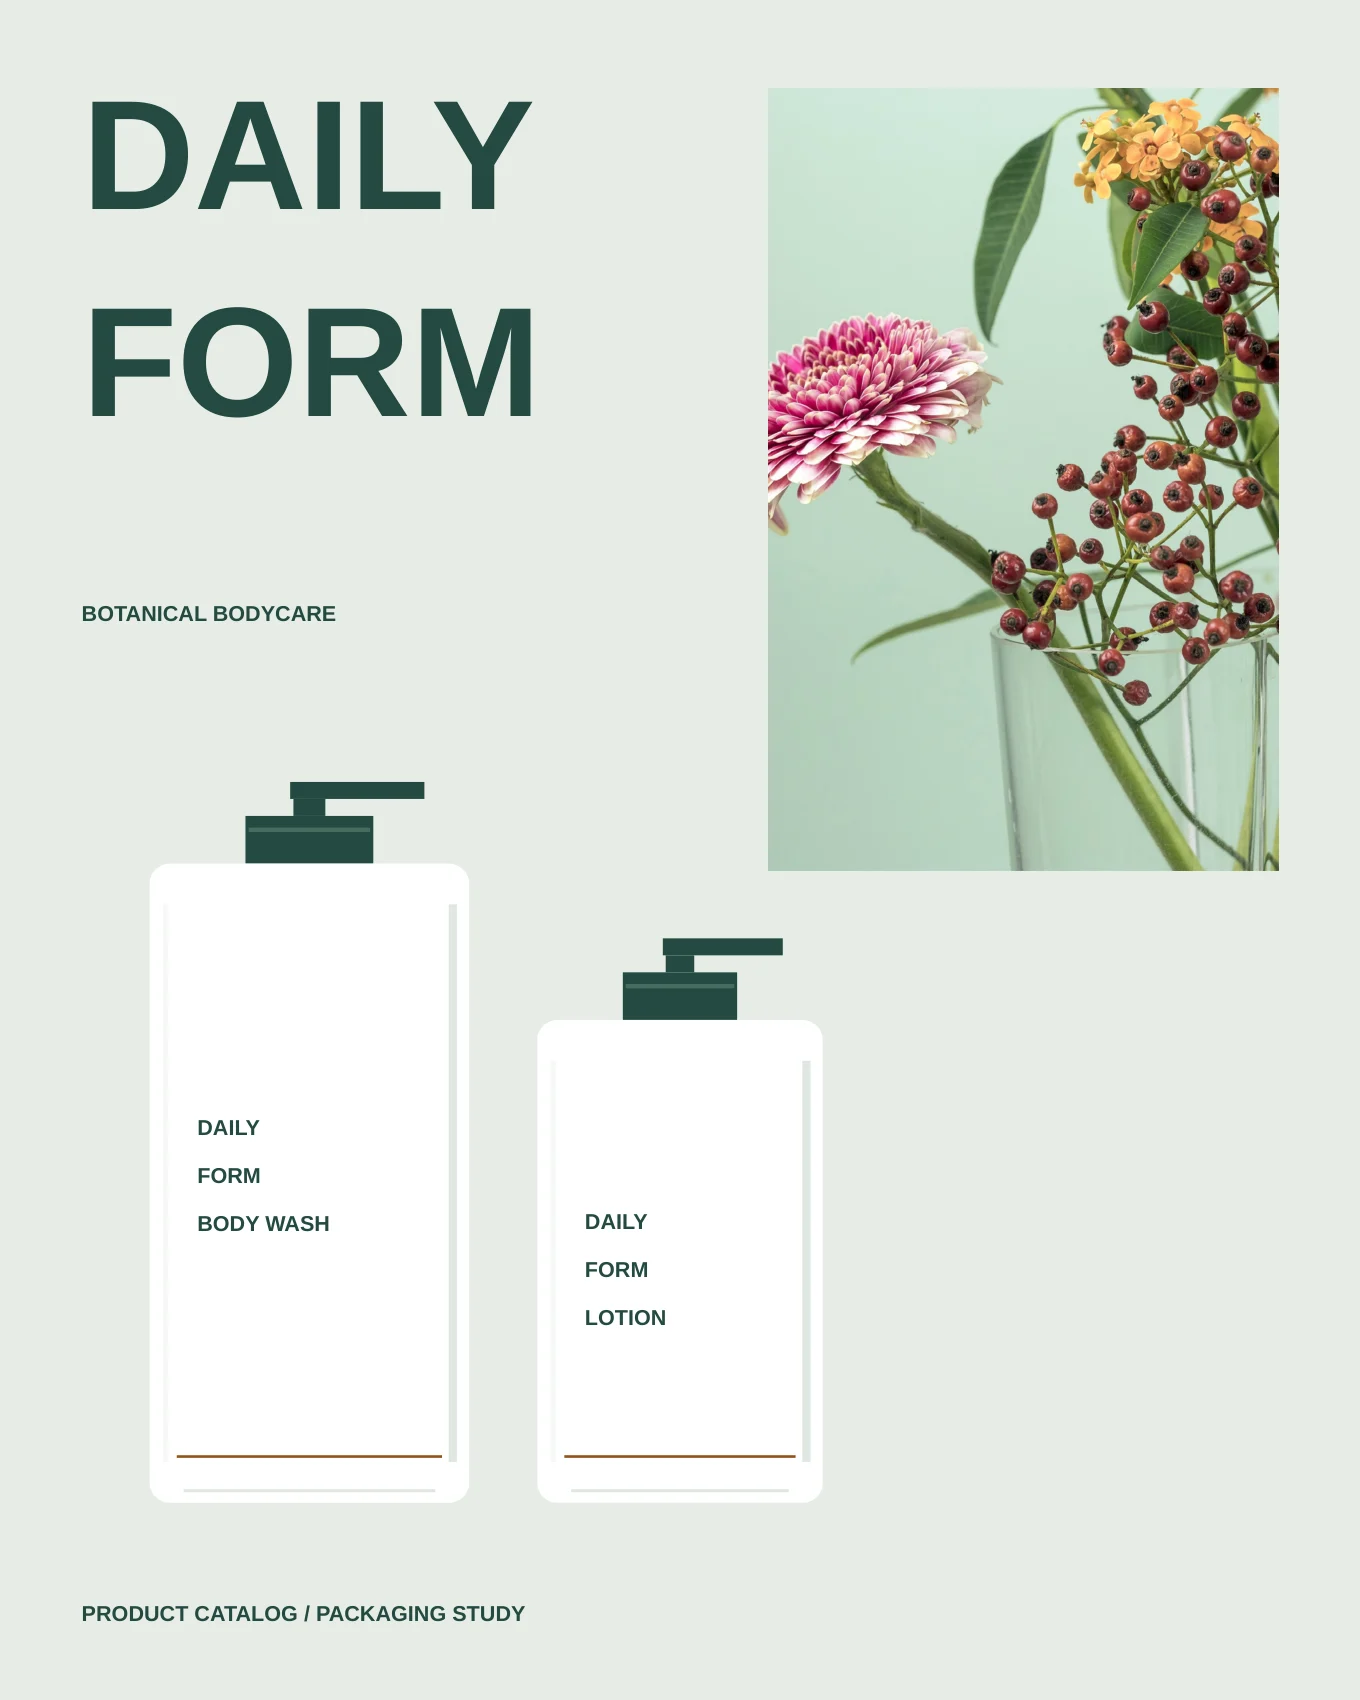 DAILY
FORM
BOTANICAL BODYCARE
DAILY
FORM
BODY WASH
DAILY
FORM
LOTION
PRODUCT CATALOG / PACKAGING STUDY